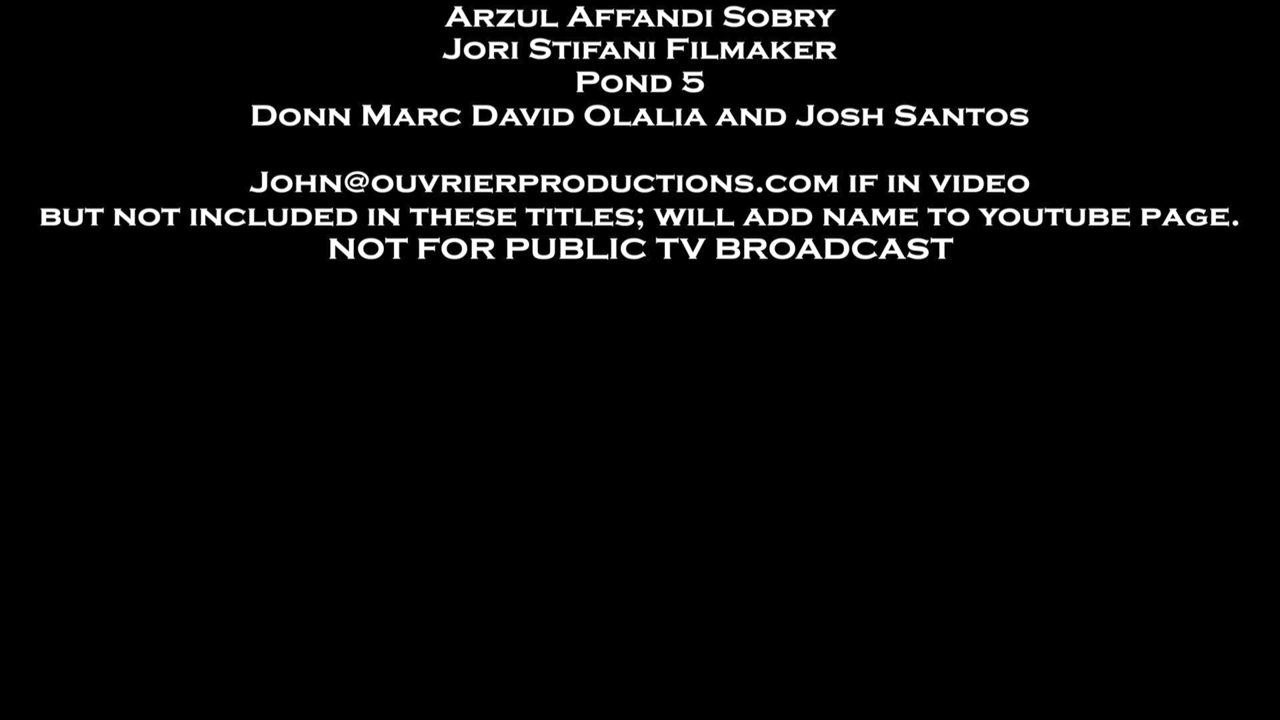 Arzul Affandi Sobry
Jori Stifani Filmaker
Pond 5
Donn Marc David Olalia and Josh Santos
John@ouvrierproductions.com if in video
but not included in these titles; will add name to youtube page.
NOT FOR PUBLIC TV BROADCAST